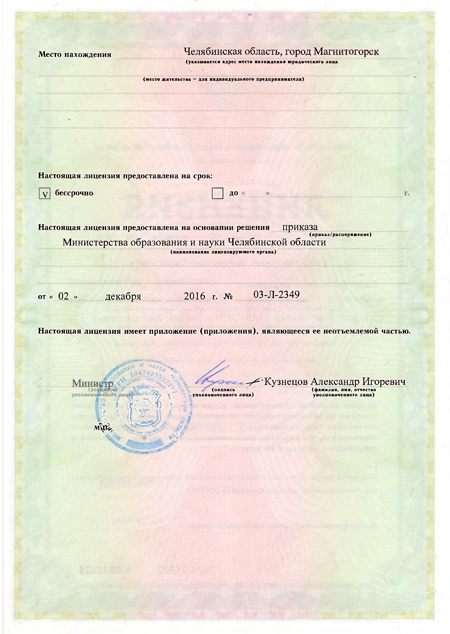 Место нахождения Челябинская область, город Магнитогорск
(указывается адрес места нахождения юридического лица
(место жительства – для индивидуального предпринимателя)
Настоящая лицензия предоставлена на срок:
V бессрочно до « » г.
Настоящая лицензия предоставлена на основании решения приказа
(приказ/распоряжение)
Министерства образования и науки Челябинской области
(наименование лицензирующего органа)
от « 02 » декабря 2016 г. № 03-Л-2349
Настоящая лицензия имеет приложение (приложения), являющееся ее неотъемлемой частью.
Министр Кузнецов Александр Игоревич
(подпись (фамилия, имя, отчество
уполномоченного лица) уполномоченного лица) уполномоченного лица)
М.П.